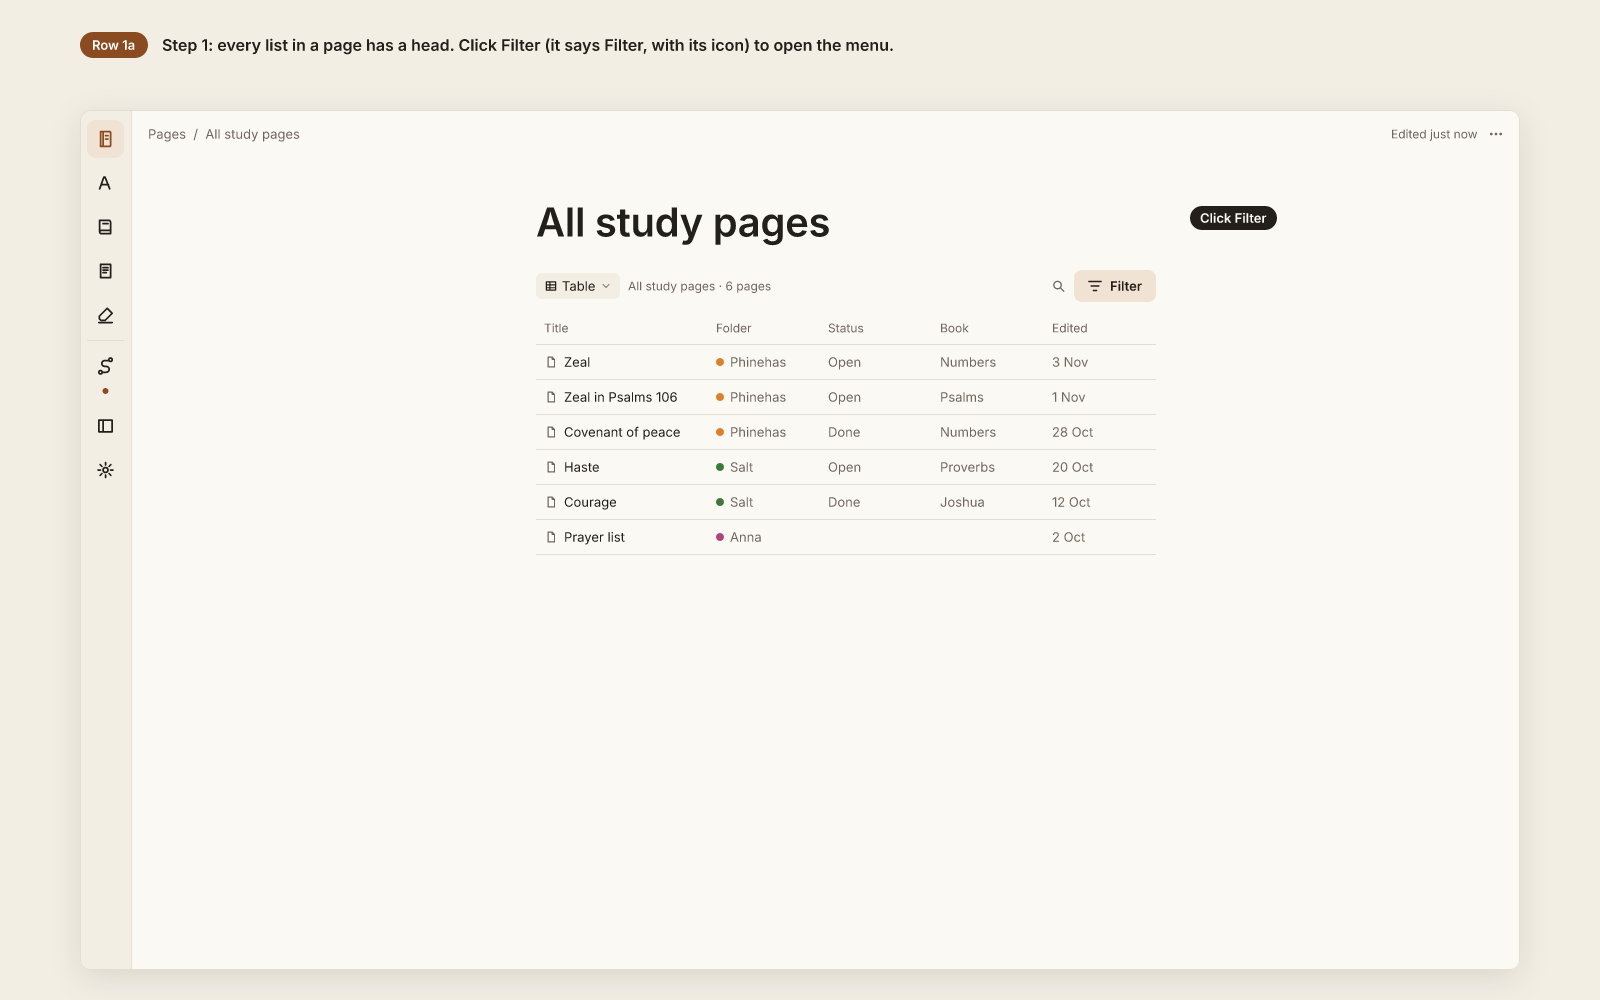 Row 1a Step 1: every list in a page has a head. Click Filter (it says Filter, with its icon) to open the menu.
Pages / All study pages Edited just now
All study pages
Click Filter
Table All study pages · 6 pages Filter
Title Folder Status Book Edited
Zeal Phinehas Open Numbers 3 Nov
Zeal in Psalms 106 Phinehas Open Psalms 1 Nov
Covenant of peace Phinehas Done Numbers 28 Oct
Haste Salt Open Proverbs 20 Oct
Courage Salt Done Joshua 12 Oct
Prayer list Anna 2 Oct